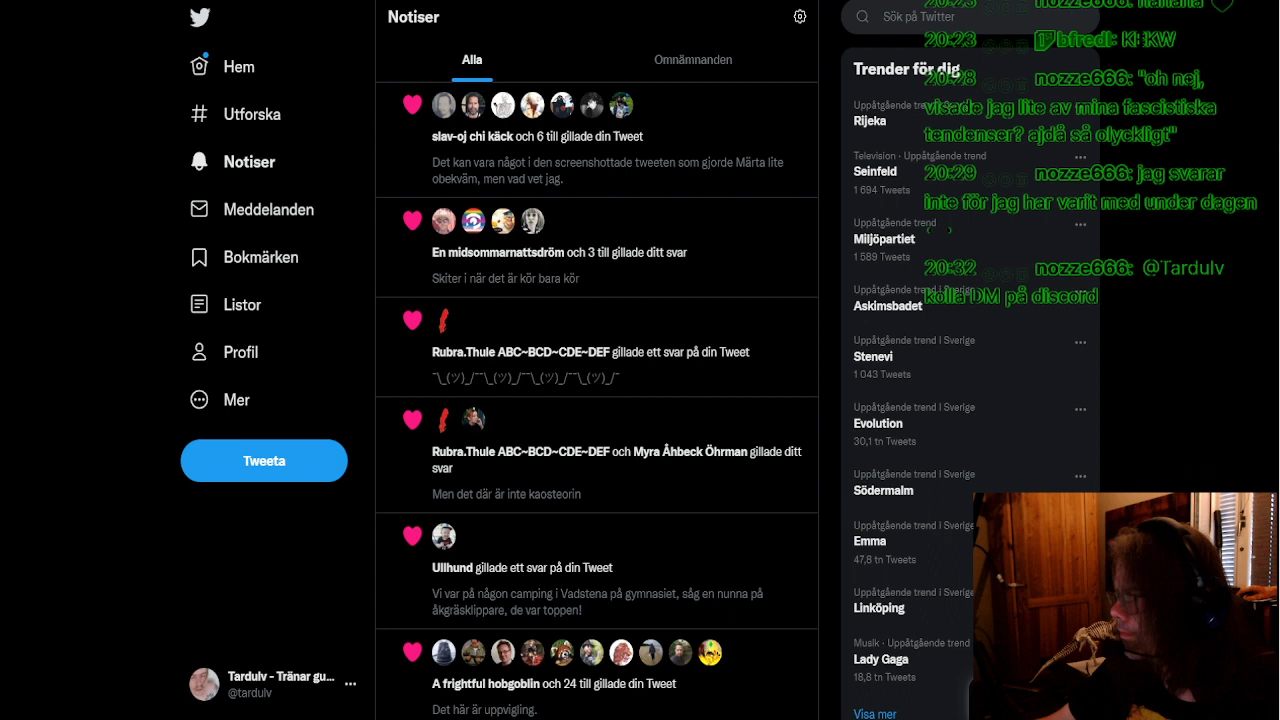 Hem
Utforska
Notiser
Meddelanden
Bokmärken
Listor
Profil
Mer
Tweeta
Tardulv - Tränar gu...
@tardulv
Notiser
Alla
Omnämnanden
slav-oj chi käck och 6 till gillade din Tweet
Det kan vara något i den screenshottade tweeten som gjorde Märta lite
obekväm, men vad vet jag.
En midsommarnattsdröm och 3 till gillade ditt svar
Skiter i när det är kör bara kör
Rubra.Thule ABC~BCD~CDE~DEF gillade ett svar på din Tweet
¯\_(ツ)_/¯¯\_(ツ)_/¯¯\_(ツ)_/¯¯\_(ツ)_/¯
Rubra.Thule ABC~BCD~CDE~DEF och Myra Åhbeck Öhrman gillade ditt
svar
Men det där är inte kaosteorin
Ullhund gillade ett svar på din Tweet
Vi var på någon camping i Vadstena på gymnasiet, såg en nunna på
åkgräsklippare, de var toppen!
A frightful hobgoblin och 24 till gillade din Tweet
Det här är uppvigling.
Sök på Twitter
Trender för dig
Uppåtgående
Rijeka
Television · Uppåtgående trend
Seinfeld
1 694 Tweets
Uppåtgående trend
Miljöpartiet
1 589 Tweets
Uppåtgående trend i
Askimsbadet
Uppåtgående trend i Sverige
Stenevi
1 043 Tweets
Uppåtgående trend i Sverige
Evolution
30,1 tn Tweets
Uppåtgående trend i Sverige
Södermalm
Uppåtgående trend i Sverige
Emma
47,8 tn Tweets
Uppåtgående trend i Sverige
Linköping
Musik · Uppåtgående trend
Lady Gaga
18,8 tn Tweets
Visa mer
20:23 nozze666: hahaha
20:23 bfredl: KEKW
20:28 nozze666: "oh nej,
visade jag lite av mina fascistiska
tendenser? ajdå så olyckligt"
20:29 nozze666: jag svarar
inte för jag har varit med under dagen
20:32 nozze666: @Tardulv
kolla DM på discord